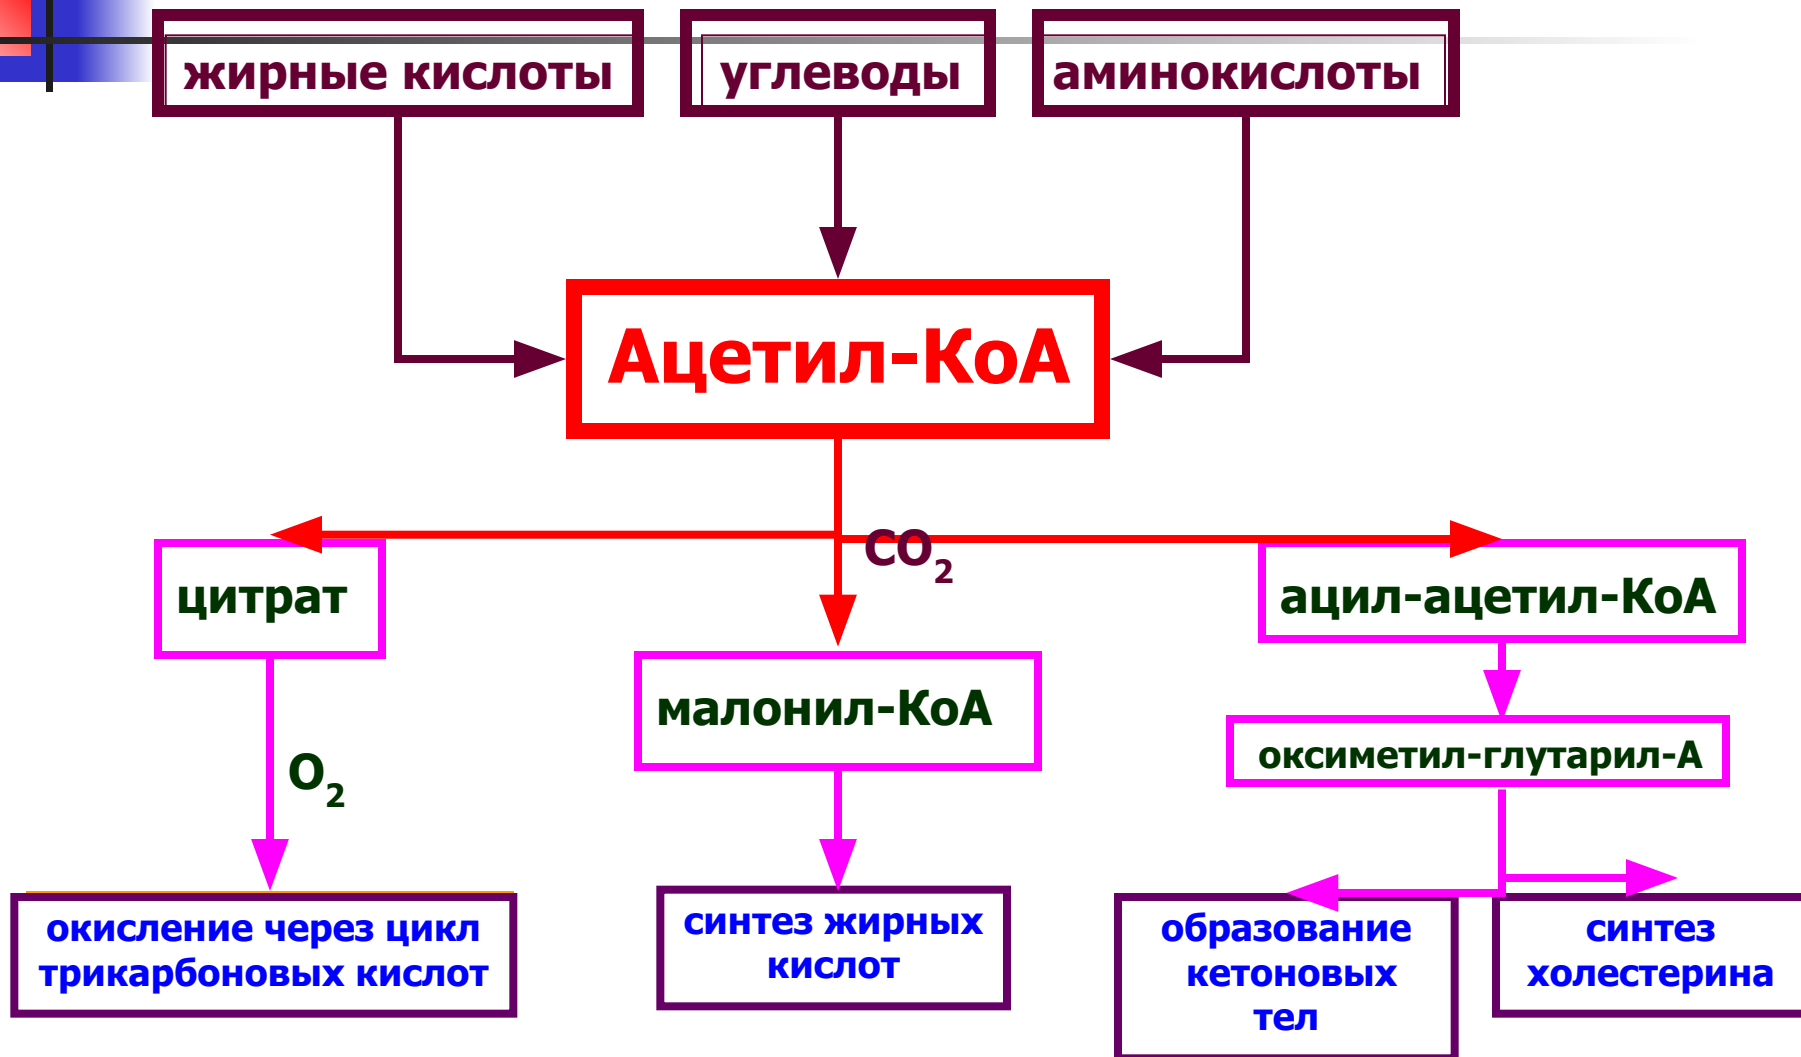 жирные кислоты
углеводы
аминокислоты
Ацетил-КоА
CO2
цитрат
ацил-ацетил-КоА
малонил-КоА
оксиметил-глутарил-А
O2
окисление через цикл
трикарбоновых кислот
синтез жирных
кислот
образование
кетоновых
тел
синтез
холестерина